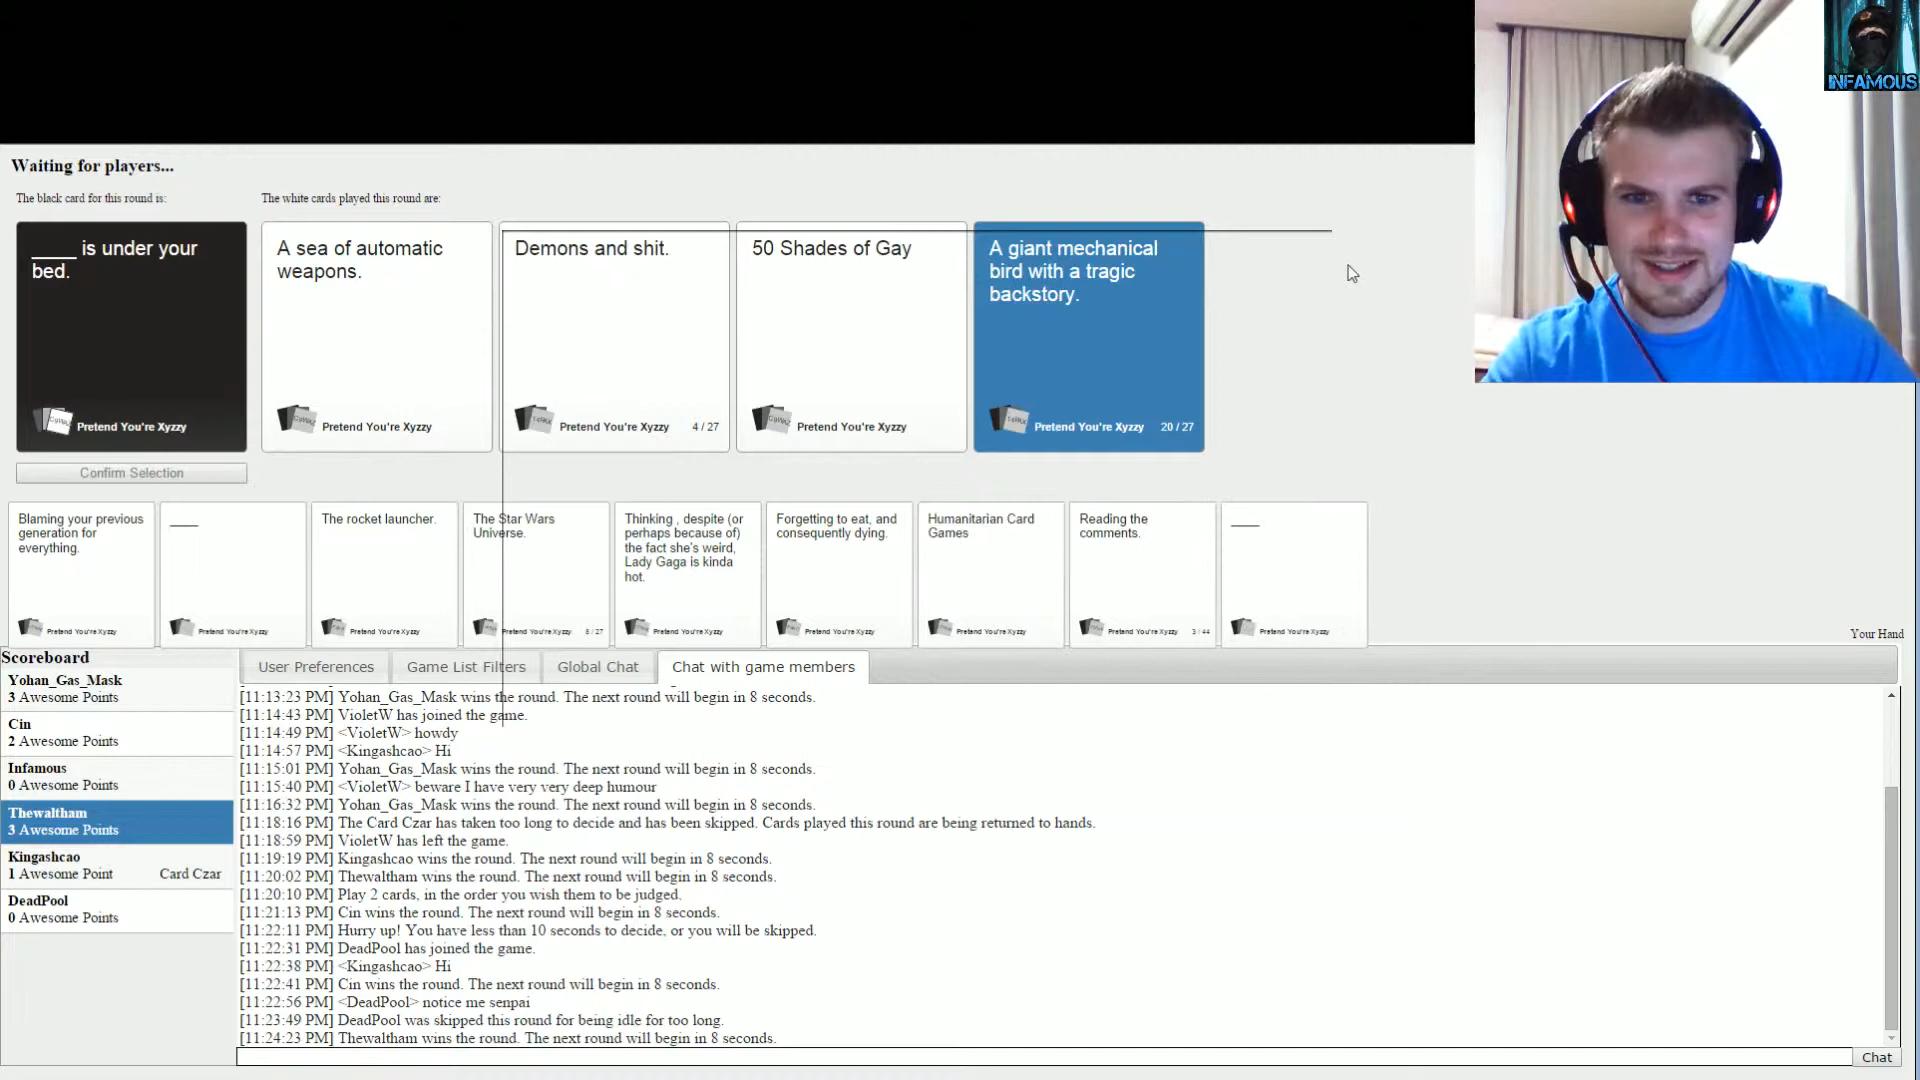 INFAMOUS
Waiting for players...
The black card for this round is:
The white cards played this round are:
____ is under your
bed.
Pretend You're Xyzzy
A sea of automatic
weapons.
Pretend You're Xyzzy
Demons and shit.
Pretend You're Xyzzy 4 / 27
50 Shades of Gay
Pretend You're Xyzzy
A giant mechanical
bird with a tragic
backstory.
Pretend You're Xyzzy 20 / 27
Confirm Selection
Blaming your previous
generation for
everything.
Pretend You're Xyzzy
____
Pretend You're Xyzzy
The rocket launcher.
Pretend You're Xyzzy
The Star Wars
Universe.
Pretend You're Xyzzy 8 / 27
Thinking , despite (or
perhaps because of)
the fact she's weird,
Lady Gaga is kinda
hot.
Pretend You're Xyzzy
Forgetting to eat, and
consequently dying.
Pretend You're Xyzzy
Humanitarian Card
Games
Pretend You're Xyzzy
Reading the
comments.
Pretend You're Xyzzy 3 / 44
____
Pretend You're Xyzzy
Your Hand
Scoreboard
Yohan_Gas_Mask
3 Awesome Points
Cin
2 Awesome Points
Infamous
0 Awesome Points
Thewaltham
3 Awesome Points
Kingashcao
1 Awesome Point Card Czar
DeadPool
0 Awesome Points
User Preferences Game List Filters Global Chat Chat with game members
[11:13:23 PM] Yohan_Gas_Mask wins the round. The next round will begin in 8 seconds.
[11:14:43 PM] VioletW has joined the game.
[11:14:49 PM] <VioletW> howdy
[11:14:57 PM] <Kingashcao> Hi
[11:15:01 PM] Yohan_Gas_Mask wins the round. The next round will begin in 8 seconds.
[11:15:40 PM] <VioletW> beware I have very very deep humour
[11:16:32 PM] Yohan_Gas_Mask wins the round. The next round will begin in 8 seconds.
[11:18:16 PM] The Card Czar has taken too long to decide and has been skipped. Cards played this round are being returned to hands.
[11:18:59 PM] VioletW has left the game.
[11:19:19 PM] Kingashcao wins the round. The next round will begin in 8 seconds.
[11:20:02 PM] Thewaltham wins the round. The next round will begin in 8 seconds.
[11:20:10 PM] Play 2 cards, in the order you wish them to be judged.
[11:21:13 PM] Cin wins the round. The next round will begin in 8 seconds.
[11:22:11 PM] Hurry up! You have less than 10 seconds to decide, or you will be skipped.
[11:22:31 PM] DeadPool has joined the game.
[11:22:38 PM] <Kingashcao> Hi
[11:22:41 PM] Cin wins the round. The next round will begin in 8 seconds.
[11:22:56 PM] <DeadPool> notice me senpai
[11:23:49 PM] DeadPool was skipped this round for being idle for too long.
[11:24:23 PM] Thewaltham wins the round. The next round will begin in 8 seconds.
Chat